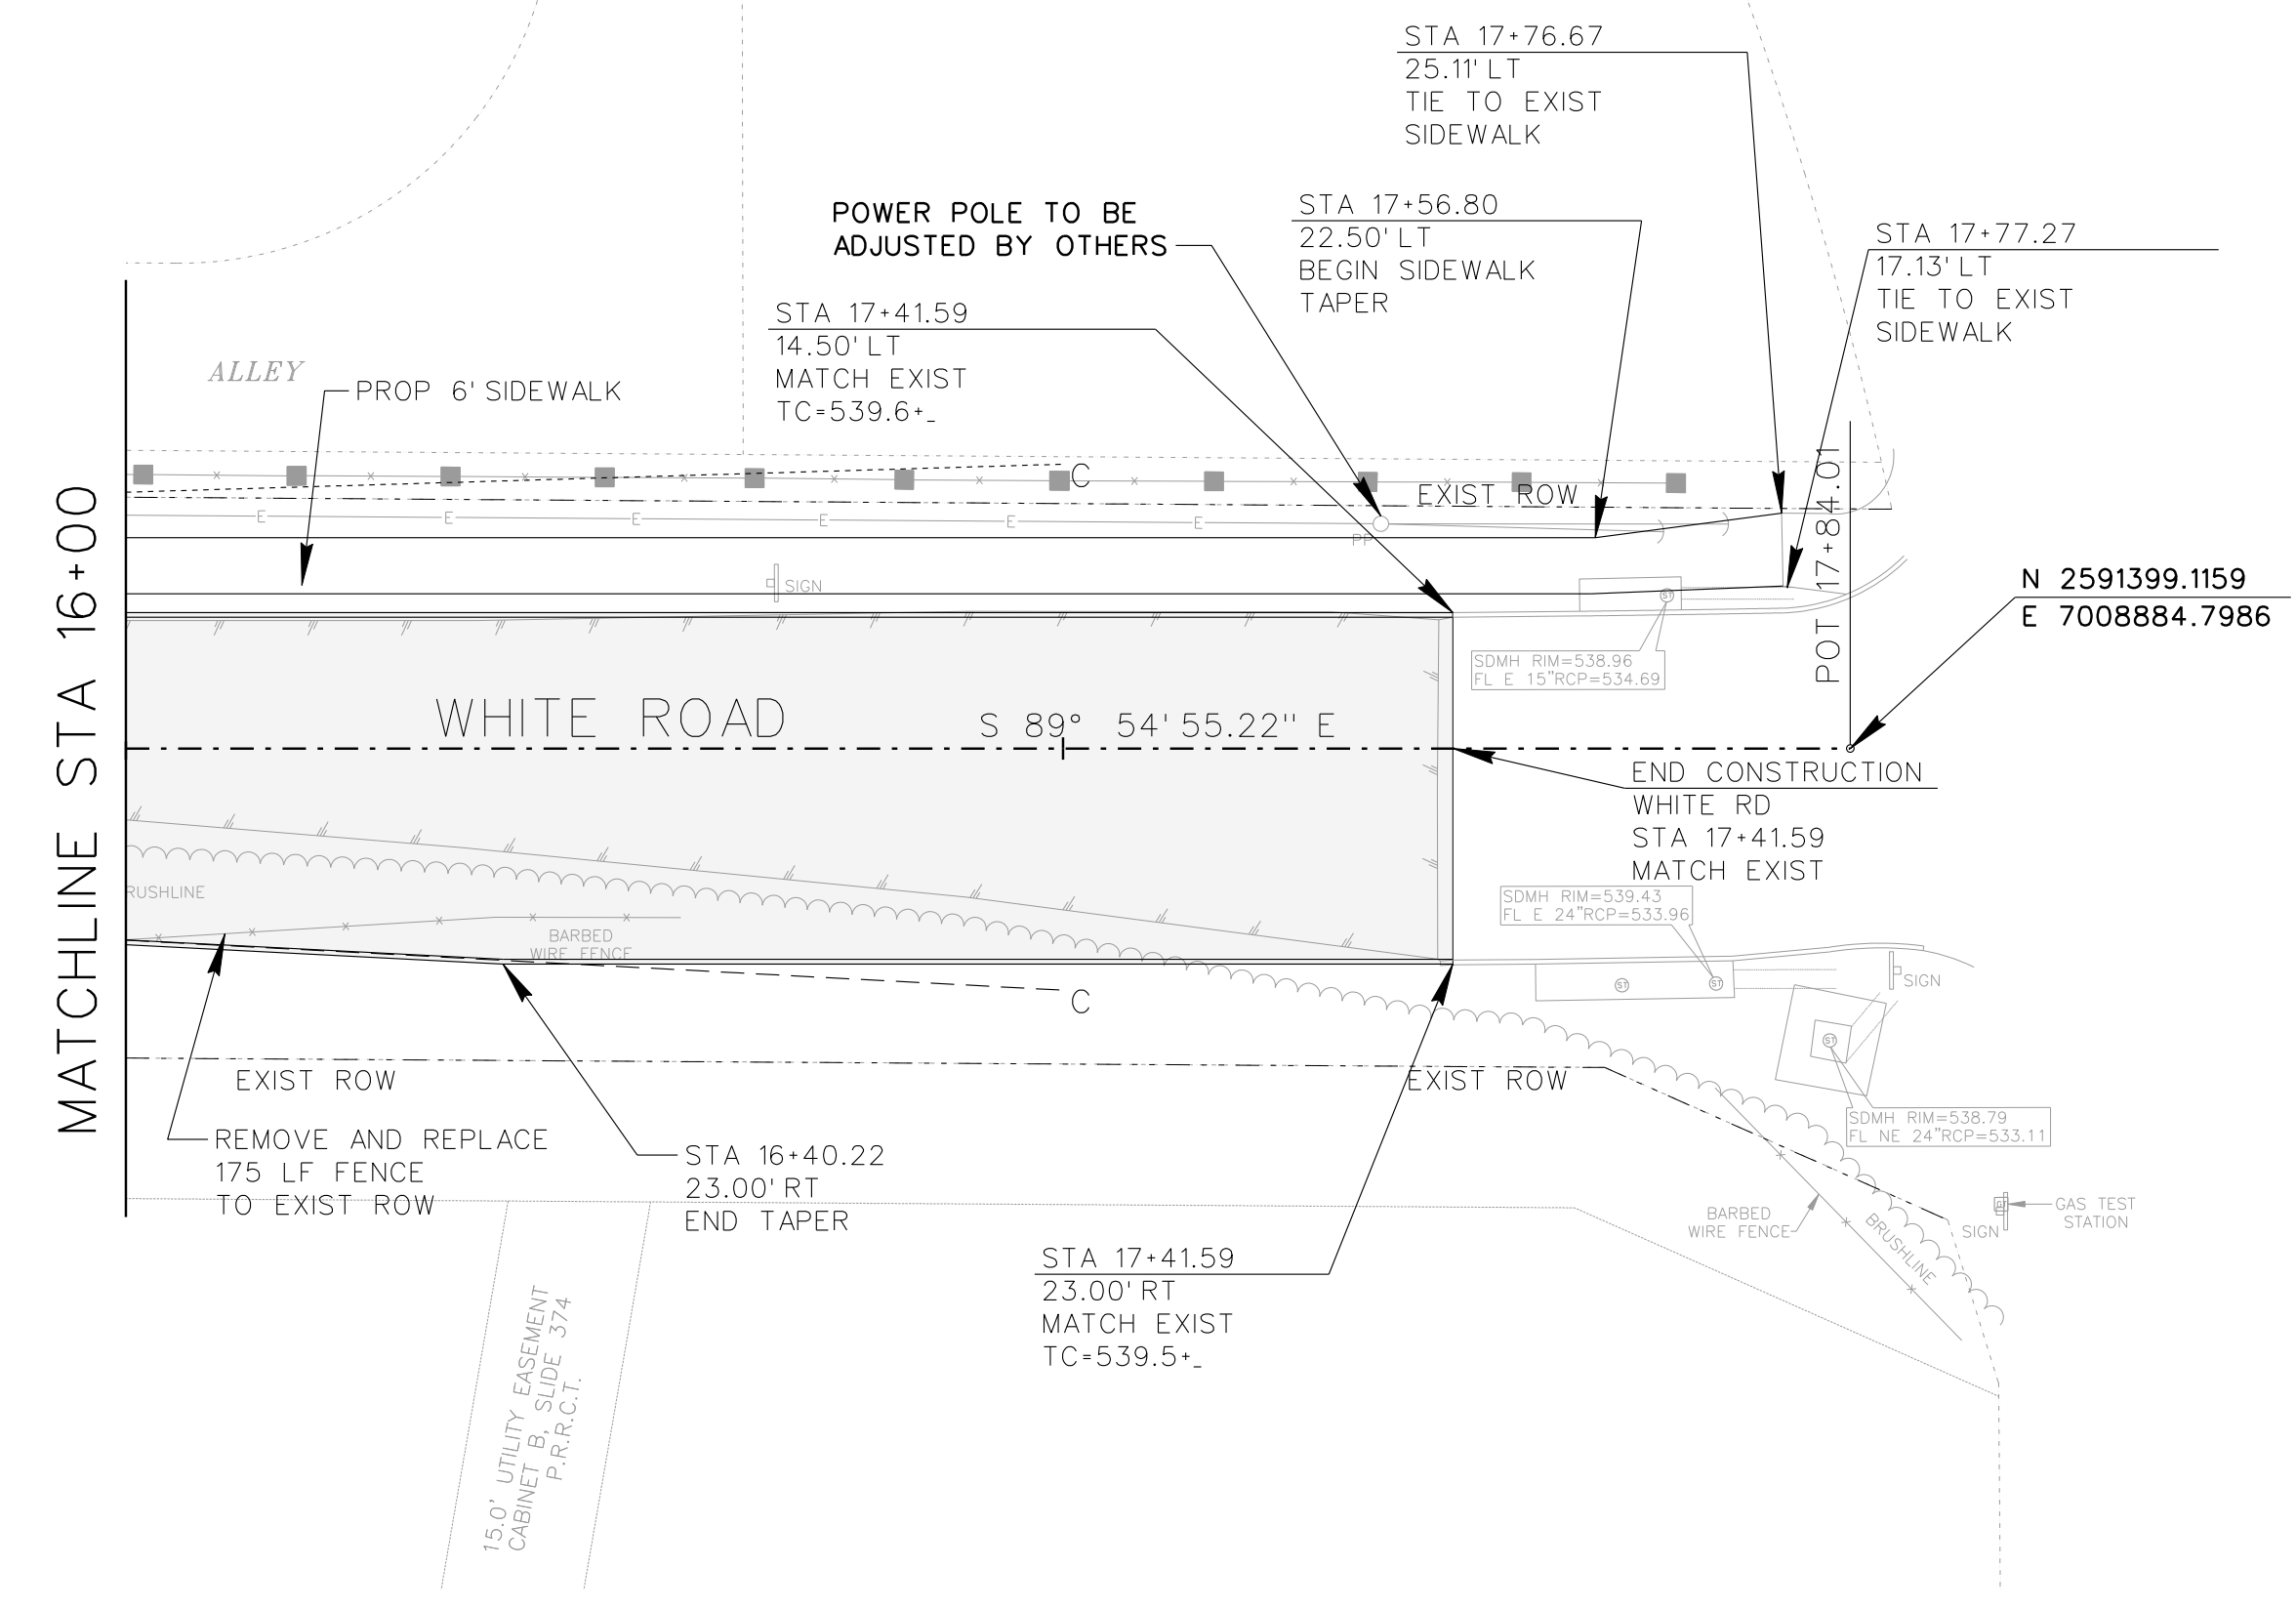 STA 17+76.67
25.11' LT
TIE TO EXIST
SIDEWALK
POWER POLE TO BE
ADJUSTED BY OTHERS
STA 17+56.80
22.50' LT
BEGIN SIDEWALK
TAPER
STA 17+77.27
17.13' LT
TIE TO EXIST
SIDEWALK
STA 17+41.59
14.50' LT
MATCH EXIST
TC=539.6+_
ALLEY
PROP 6' SIDEWALK
MATCHLINE STA 16+00
C
EXIST ROW
E E E E E E
PP
SIGN
ST
POT 17+84.01
N 2591399.1159
E 7008884.7986
SDMH RIM=538.96
FL E 15"RCP=534.69
WHITE ROAD
S 89° 54' 55.22" E
END CONSTRUCTION
WHITE RD
STA 17+41.59
MATCH EXIST
RUSHLINE
BARBED
WIRE FENCE
SDMH RIM=539.43
FL E 24"RCP=533.96
C
ST ST
SIGN
ST
EXIST ROW
EXIST ROW
REMOVE AND REPLACE
175 LF FENCE
TO EXIST ROW
STA 16+40.22
23.00' RT
END TAPER
SDMH RIM=538.79
FL NE 24"RCP=533.11
BARBED
WIRE FENCE
BRUSHLINE
SIGN
GT
GAS TEST
STATION
STA 17+41.59
23.00' RT
MATCH EXIST
TC=539.5+_
15.0' UTILITY EASEMENT
CABINET B, SLIDE 374
P.R.R.C.T.